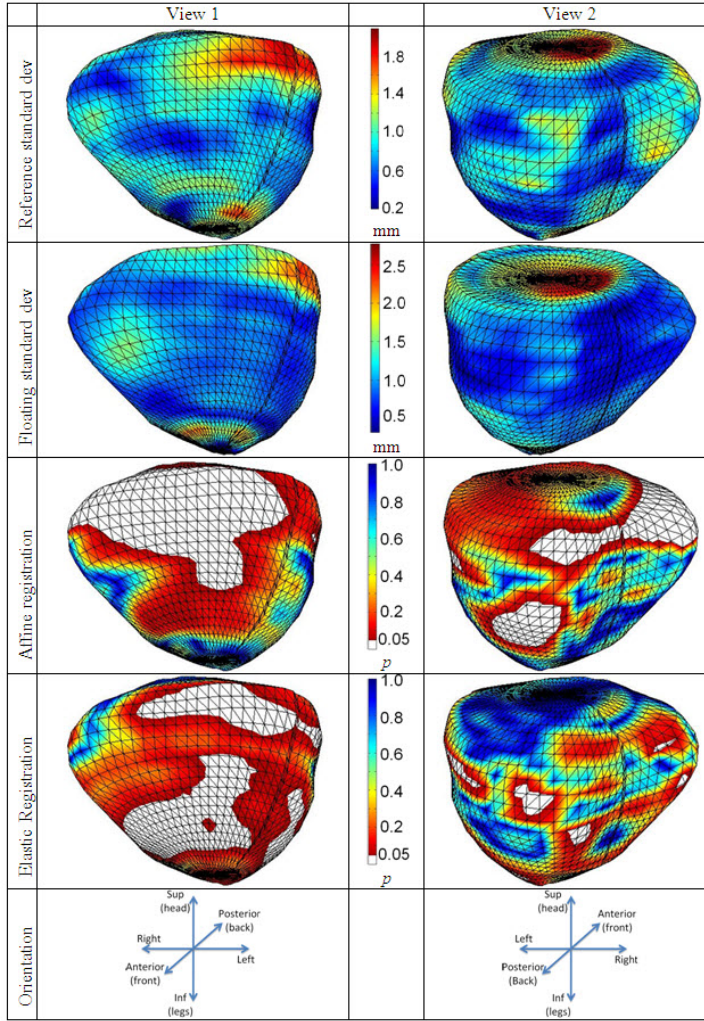 View 1
View 2
Reference standard dev
1.8
1.4
1.0
0.6
0.2
mm
Floating standard dev
2.5
2.0
1.5
1.0
0.5
mm
Affine registration
1.0
0.8
0.6
0.4
0.2
0.05
p
Elastic Registration
1.0
0.8
0.6
0.4
0.2
0.05
p
Orientation
Sup
(head)
Posterior
(back)
Right
Left
Anterior
(front)
Inf
(legs)
Sup
(head)
Anterior
(front)
Left
Right
Posterior
(Back)
Inf
(legs)